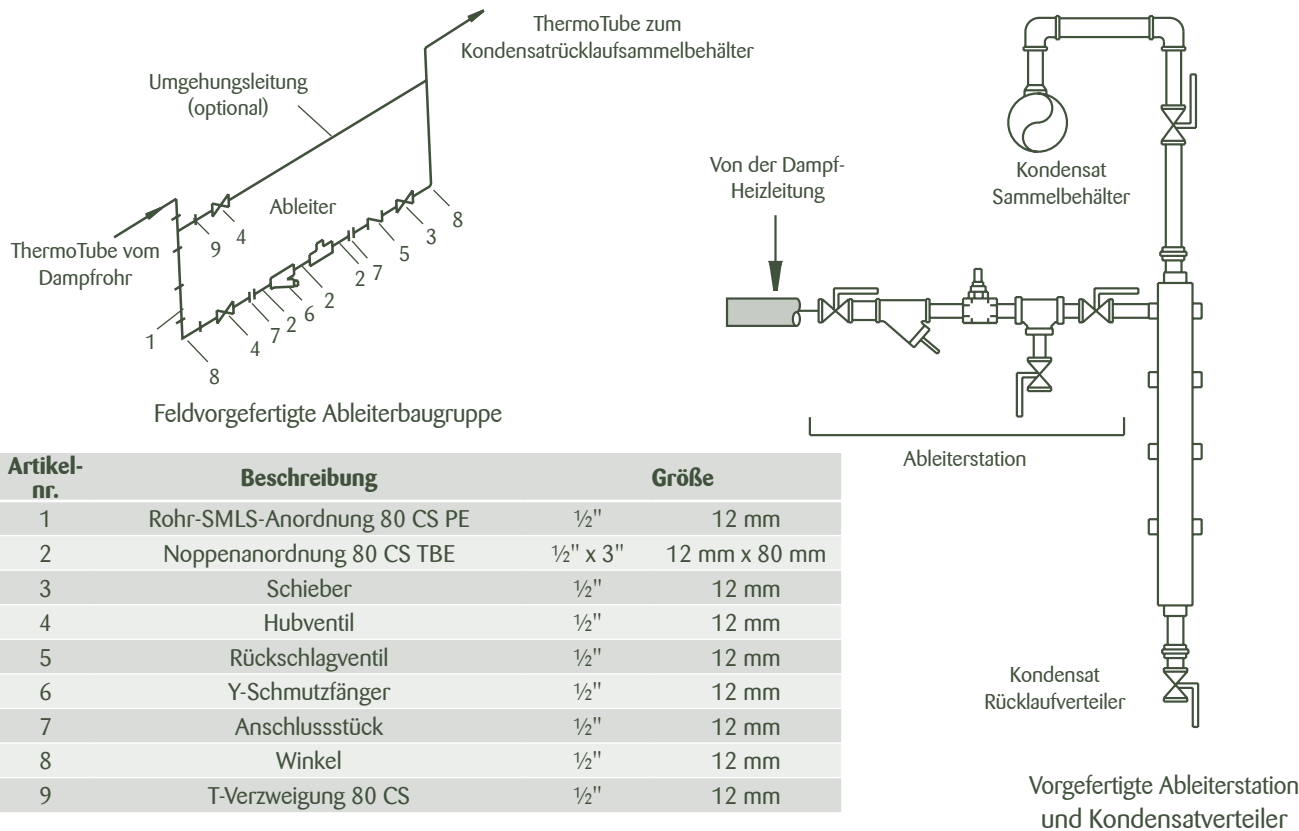 ThermoTube zum
Kondensatrücklaufsammelbehälter
Umgehungsleitung
(optional)
Ableiter
ThermoTube vom
Dampfrohr
9
4
8
3
5
7
2
2
6
2
7
4
1
8
Feldvorgefertigte Ableiterbaugruppe
Von der Dampf-
Heizleitung
Kondensat
Sammelbehälter
Ableiterstation
Kondensat
Rücklaufverteiler
Vorgefertigte Ableiterstation
und Kondensatverteiler
Artikel-
nr. Beschreibung Größe
1 Rohr-SMLS-Anordnung 80 CS PE ½" 12 mm
2 Noppenanordnung 80 CS TBE ½" x 3" 12 mm x 80 mm
3 Schieber ½" 12 mm
4 Hubventil ½" 12 mm
5 Rückschlagventil ½" 12 mm
6 Y-Schmutzfänger ½" 12 mm
7 Anschlussstück ½" 12 mm
8 Winkel ½" 12 mm
9 T-Verzweigung 80 CS ½" 12 mm